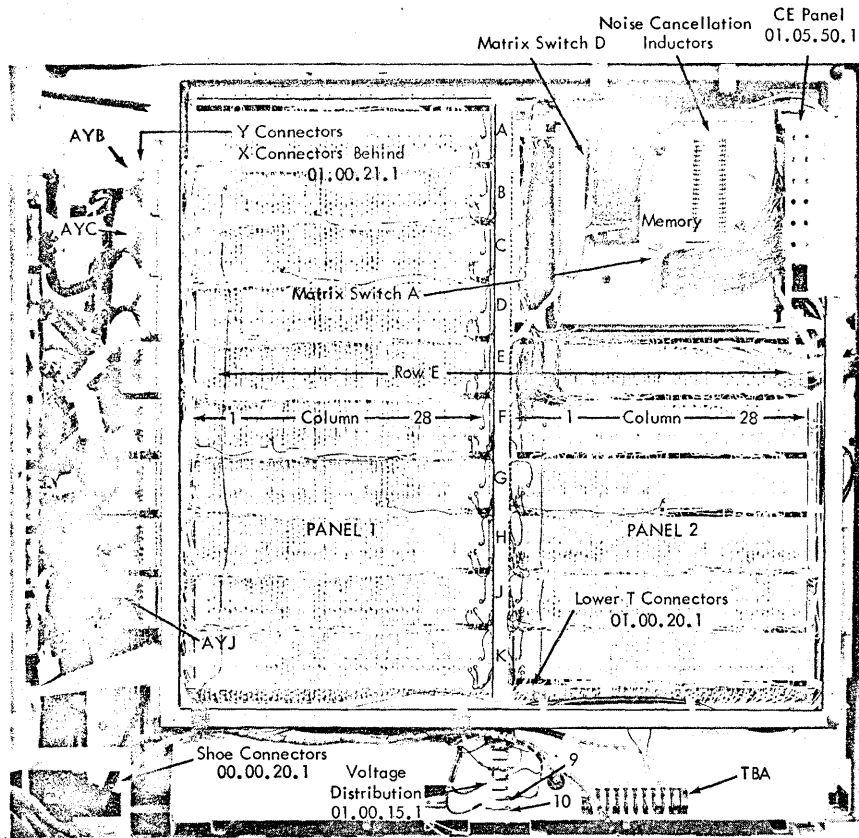 CE Panel
01.05.50.1
Noise Cancellation
Inductors
Matrix Switch D
AYB
Y Connectors
X Connectors Behind
01.00.21.1
A
B
AYC
Memory
C
Matrix Switch A
D
E
Row E
1 Column 28
F
1 Column 28
G
PANEL 1
H
PANEL 2
J
Lower T Connectors
01.00.20.1
AYJ
K
Shoe Connectors
00.00.20.1
Voltage
Distribution
01.00.15.1
9
10
TBA